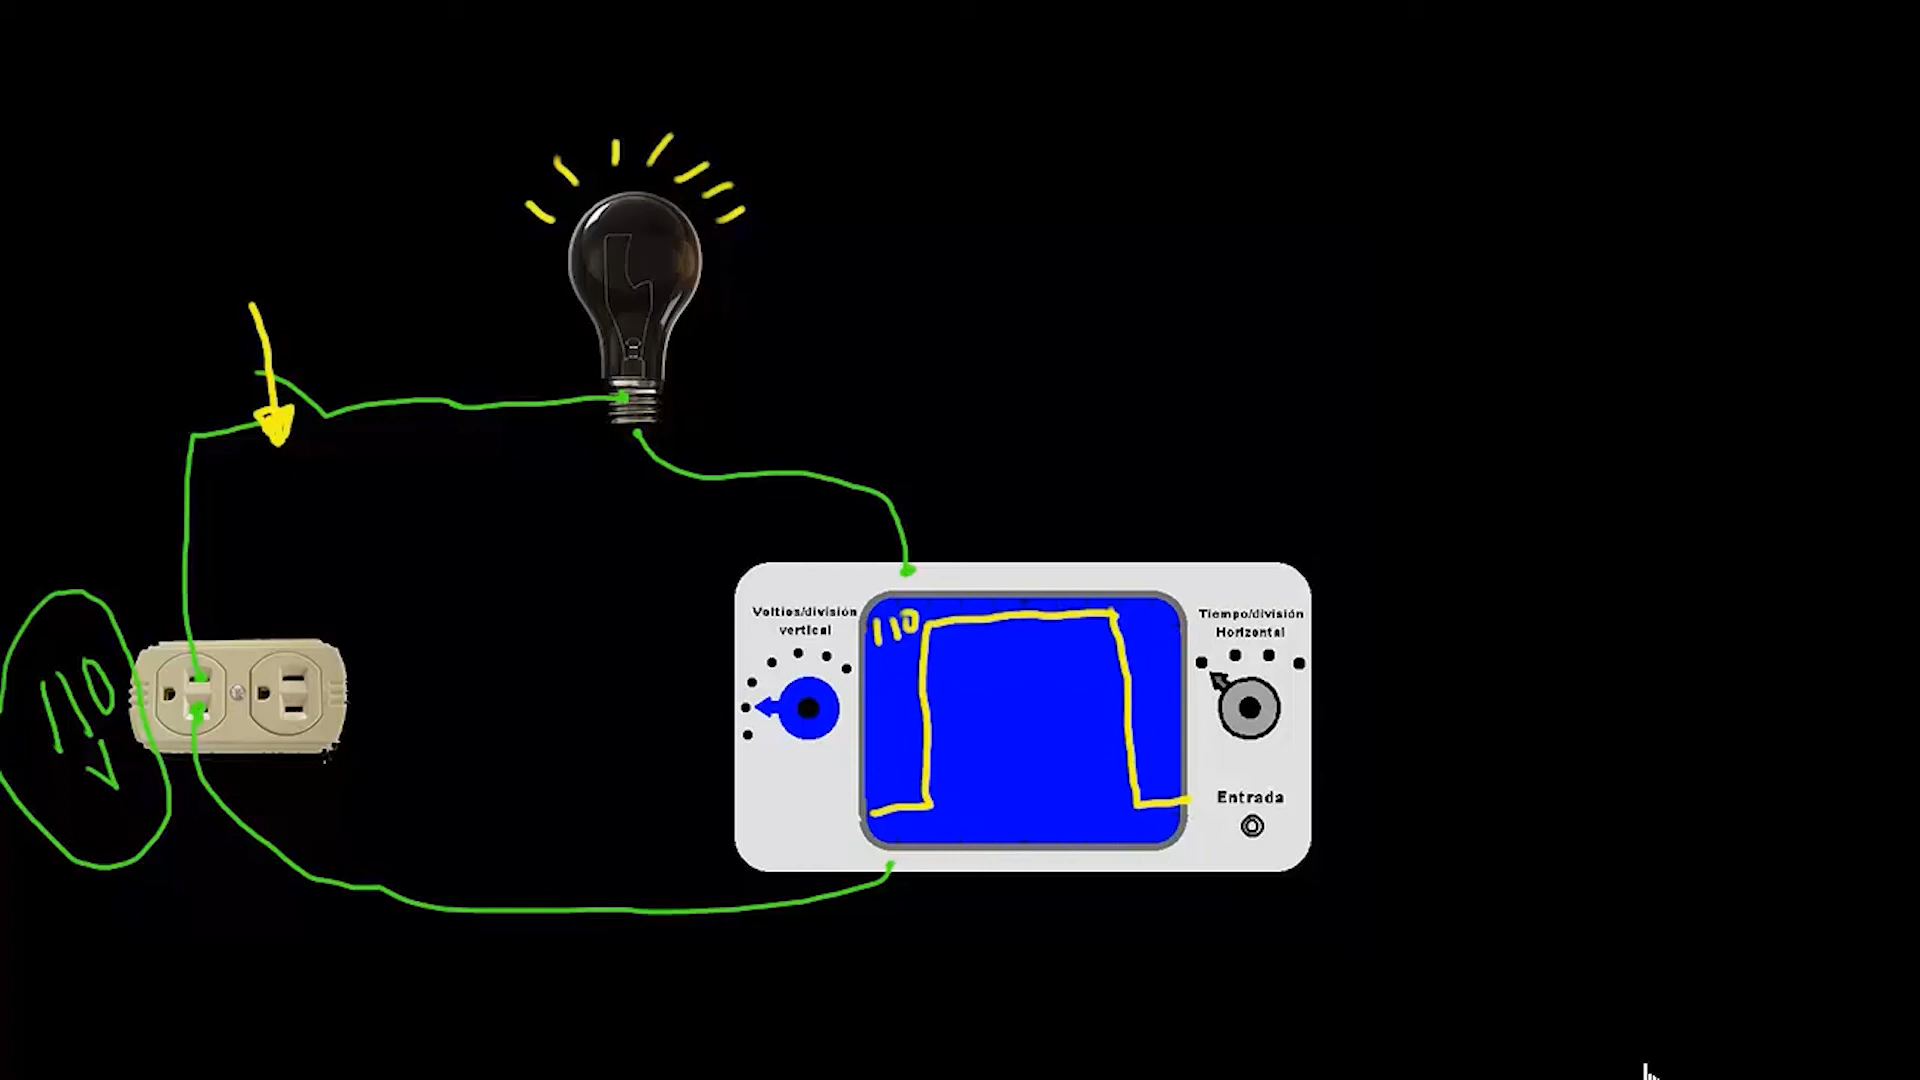 110
V
Voltios/división
vertical
110
Tiempo/división
Horizontal
Entrada